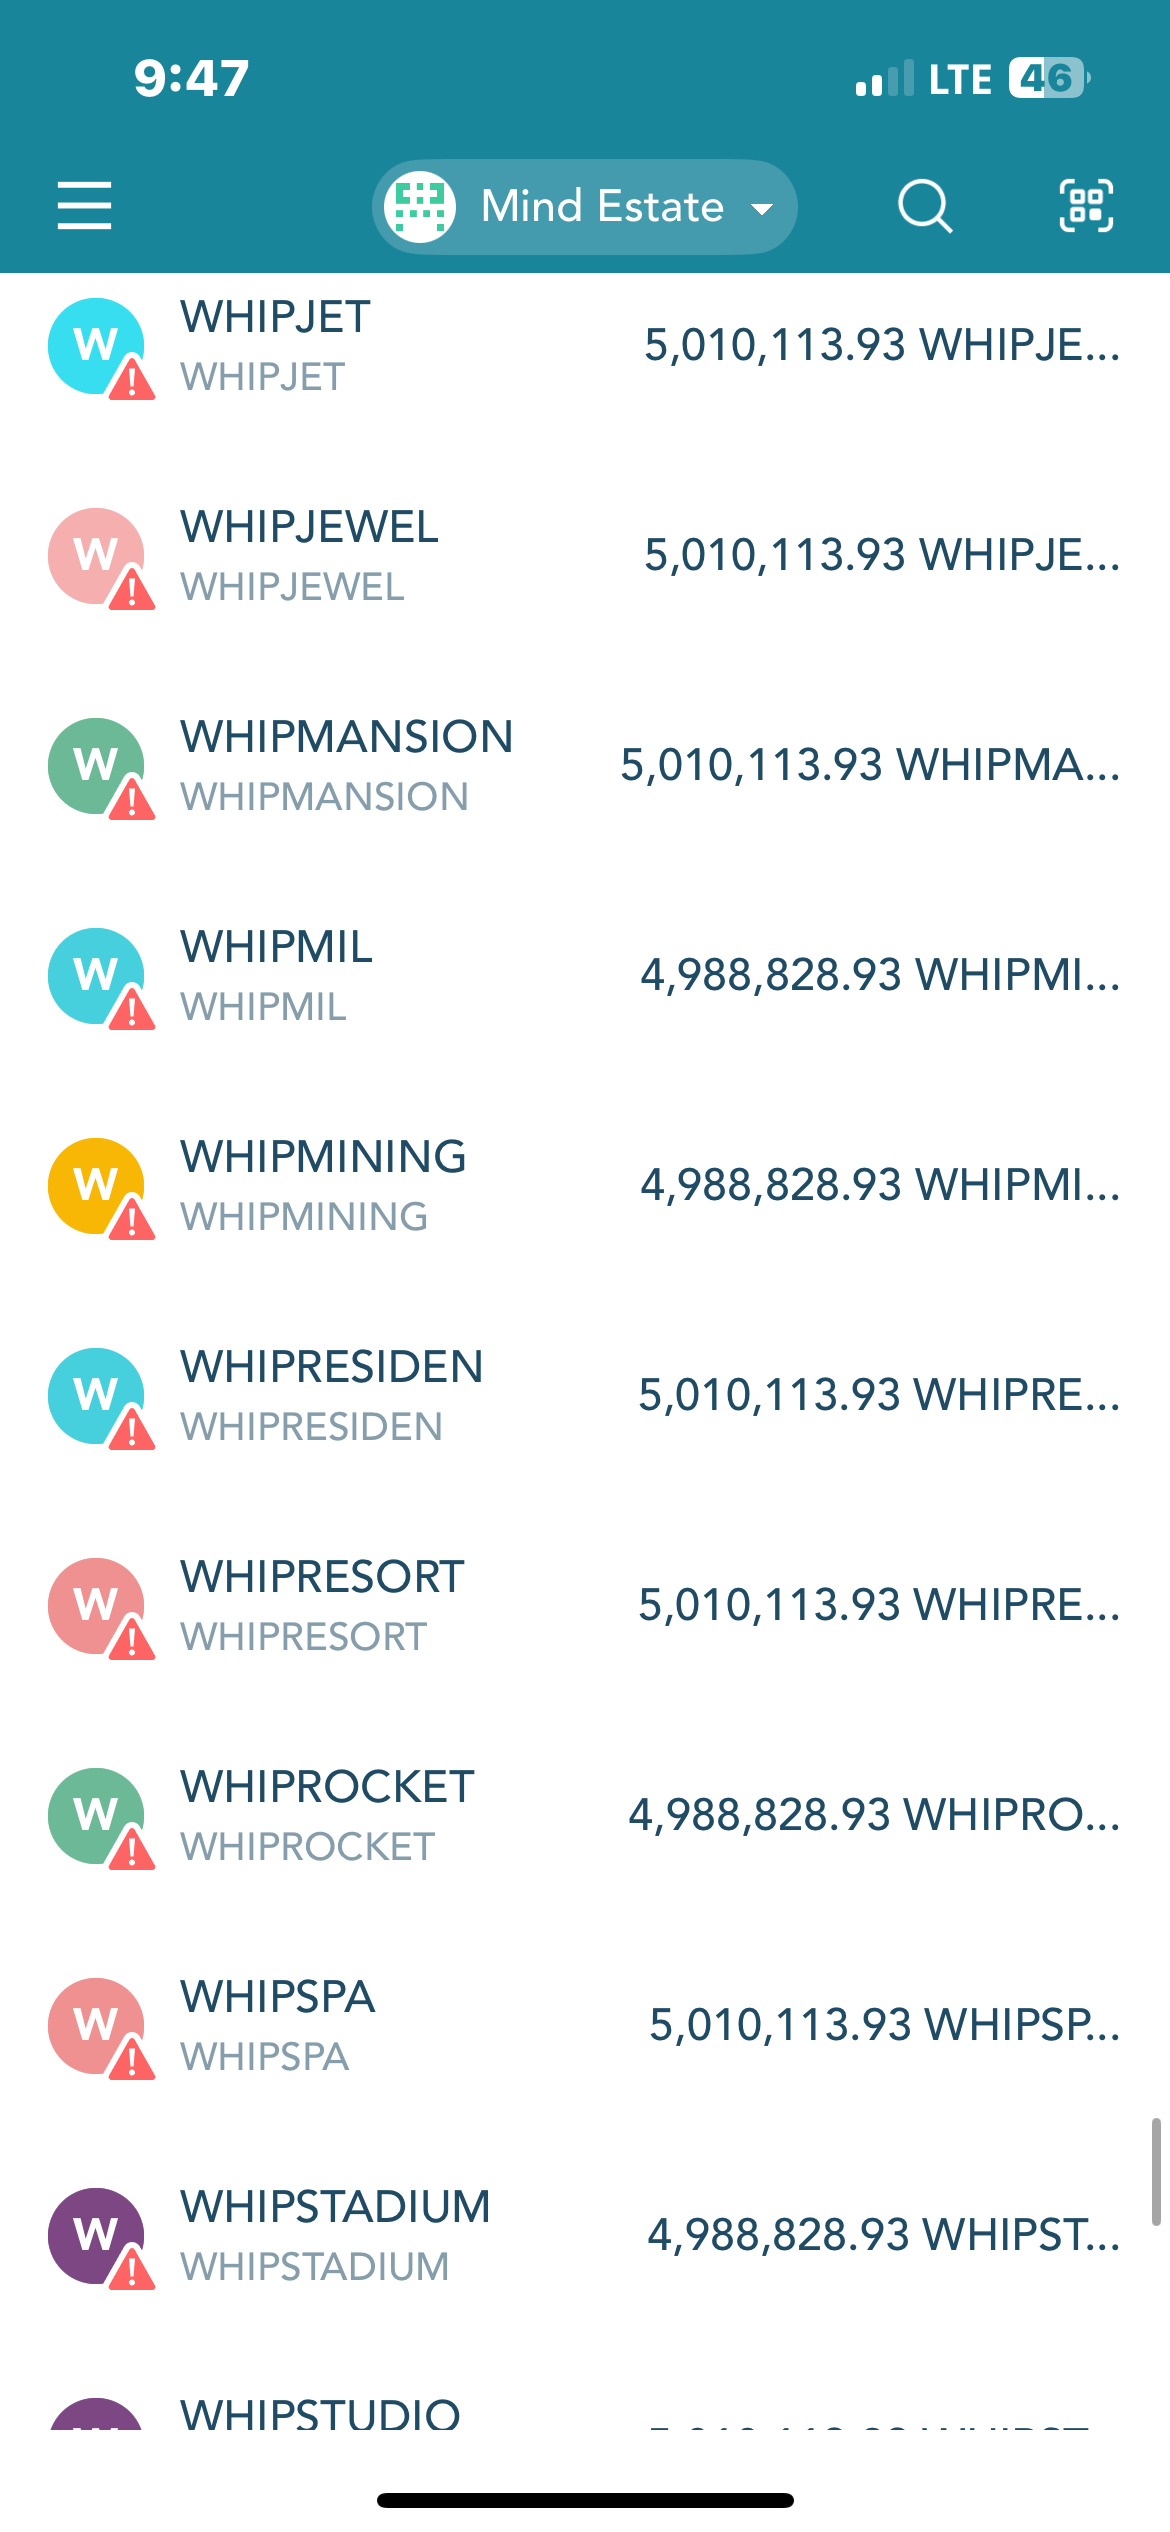 9:47 LTE 46
Mind Estate
WHIPJET
WHIPJET
5,010,113.93 WHIPJE...
WHIPJEWEL
WHIPJEWEL
5,010,113.93 WHIPJE...
WHIPMANSION
WHIPMANSION
5,010,113.93 WHIPMA...
WHIPMIL
WHIPMIL
4,988,828.93 WHIPMI...
WHIPMINING
WHIPMINING
4,988,828.93 WHIPMI...
WHIPRESIDEN
WHIPRESIDEN
5,010,113.93 WHIPRE...
WHIPRESORT
WHIPRESORT
5,010,113.93 WHIPRE...
WHIPROCKET
WHIPROCKET
4,988,828.93 WHIPRO...
WHIPSPA
WHIPSPA
5,010,113.93 WHIPSP...
WHIPSTADIUM
WHIPSTADIUM
4,988,828.93 WHIPST...
WHIPSTUDIO